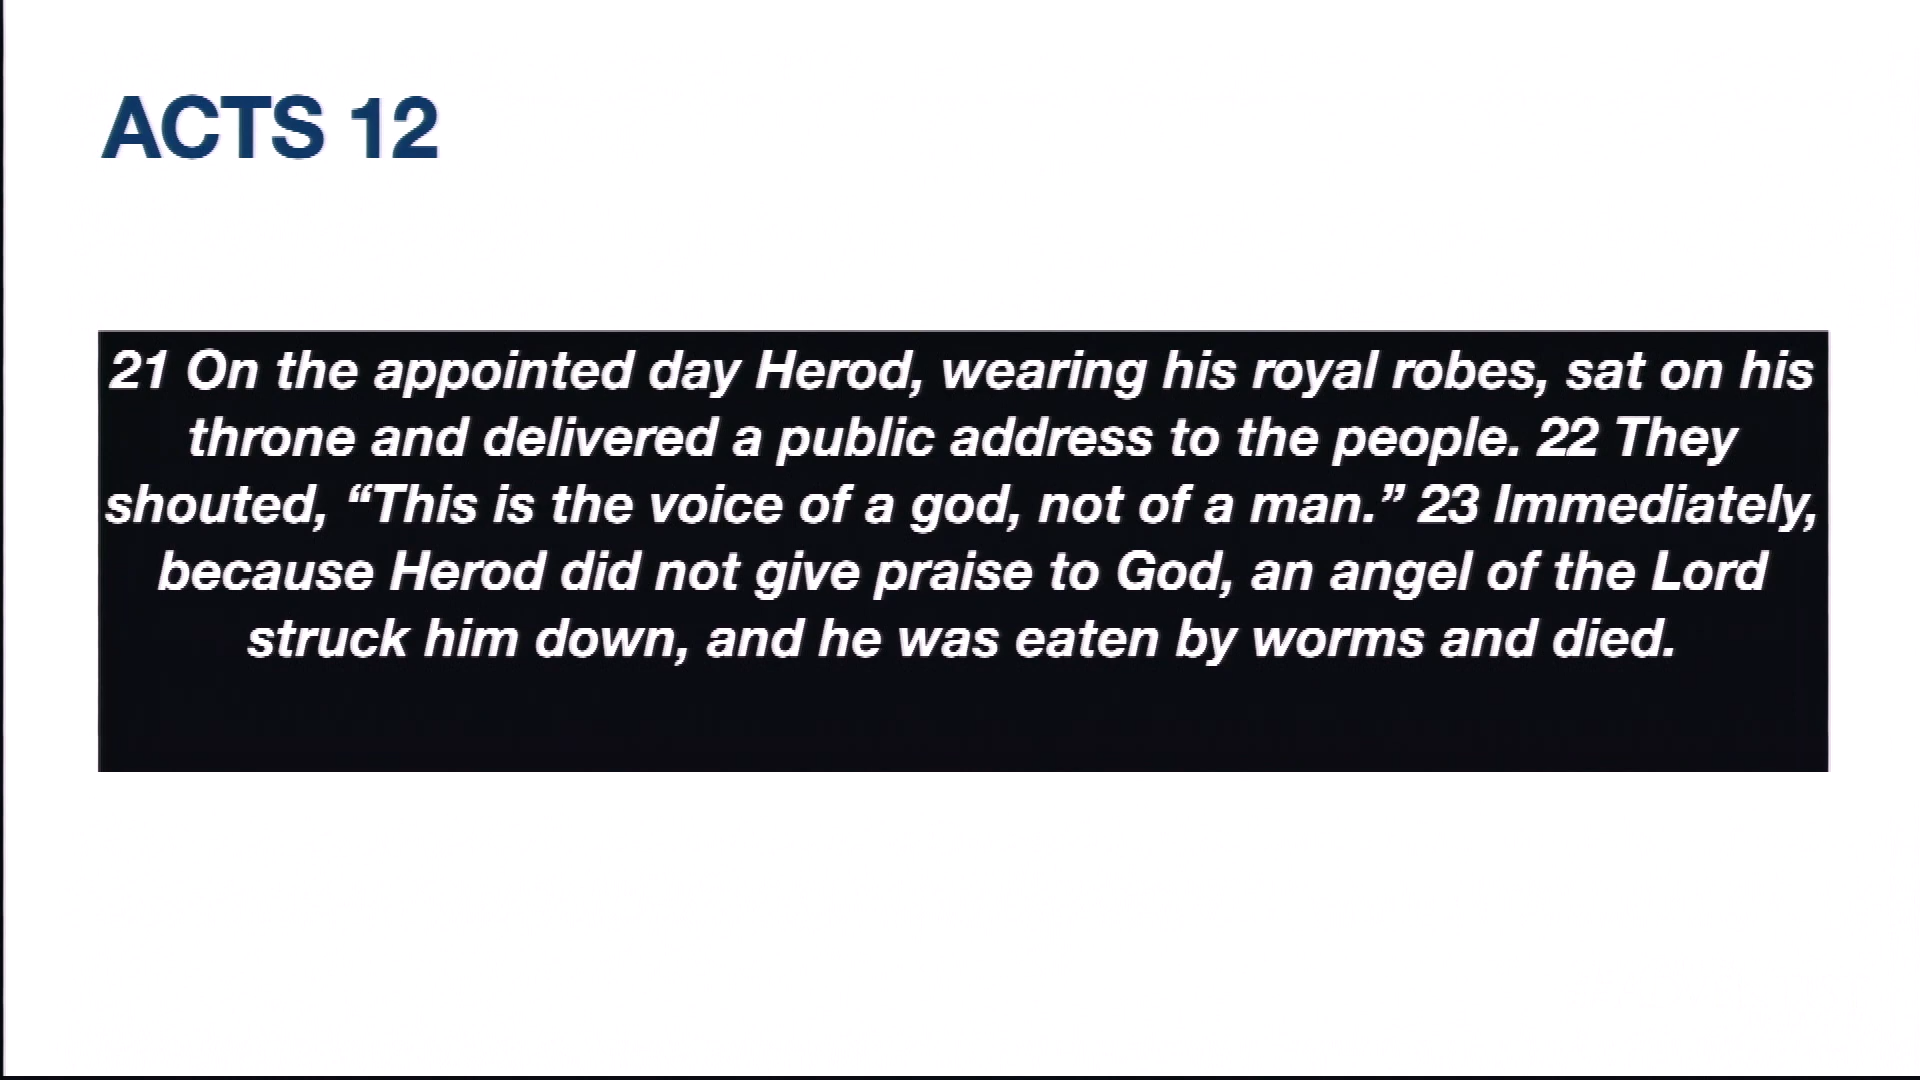 ACTS 12
21 On the appointed day Herod, wearing his royal robes, sat on his
throne and delivered a public address to the people. 22 They
shouted, “This is the voice of a god, not of a man.” 23 Immediately,
because Herod did not give praise to God, an angel of the Lord
struck him down, and he was eaten by worms and died.